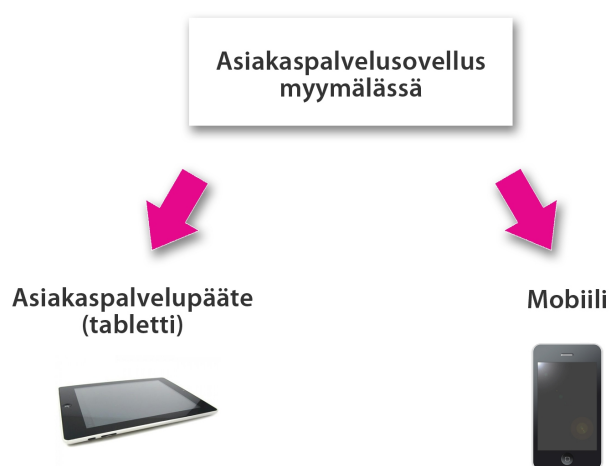 Asiakaspalvelusovellus
myymälässä
Asiakaspalvelupääte
(tabletti)
Mobiili